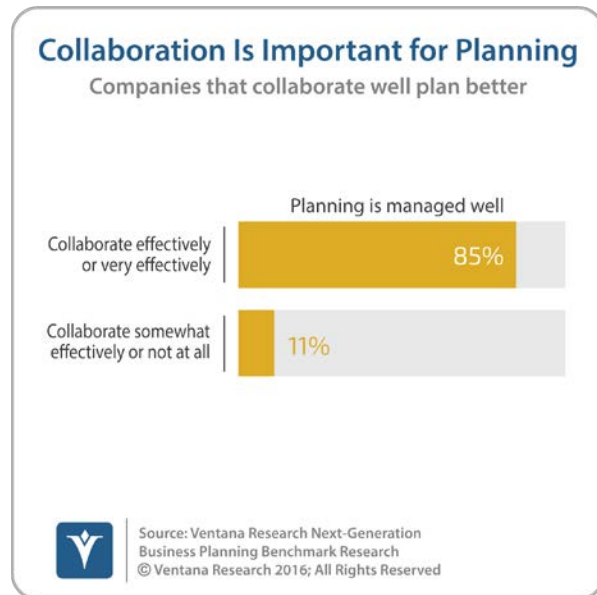 Collaboration Is Important for Planning
Companies that collaborate well plan better
Planning is managed well
Collaborate effectively
or very effectively
85%
Collaborate somewhat
effectively or not at all
11%
Source: Ventana Research Next-Generation
Business Planning Benchmark Research
© Ventana Research 2016; All Rights Reserved